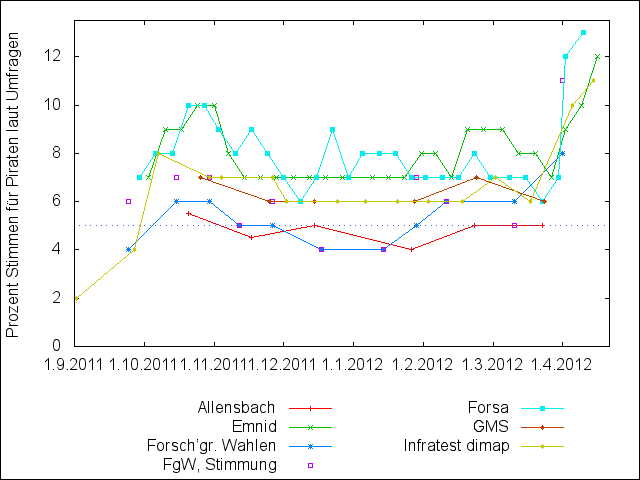 Prozent Stimmen für Piraten laut Umfragen
12
10
8
6
4
2
0
1.9.2011 1.10.2011 1.11.2011 1.12.2011 1.1.2012 1.2.2012 1.3.2012 1.4.2012
Allensbach Forsa
Emnid GMS
Forsch'gr. Wahlen Infratest dimap
FgW, Stimmung